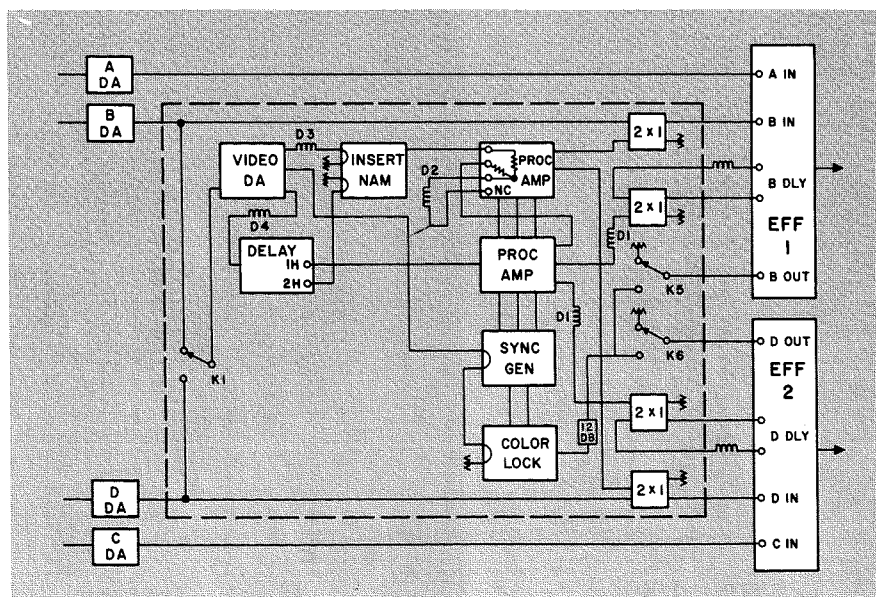 A
DA
A IN
B
DA
B IN
2 X 1
D3
VIDEO
DA
INSERT
NAM
D2
PROC
AMP
NC
B DLY
2 X 1
EFF
1
D4
DELAY
1H
2H
PROC
AMP
D1
K5
B OUT
D1
K6
D OUT
K1
SYNC
GEN
EFF
2
2 X 1
12
DB
D DLY
COLOR
LOCK
D
DA
2 X 1
D IN
C
DA
C IN